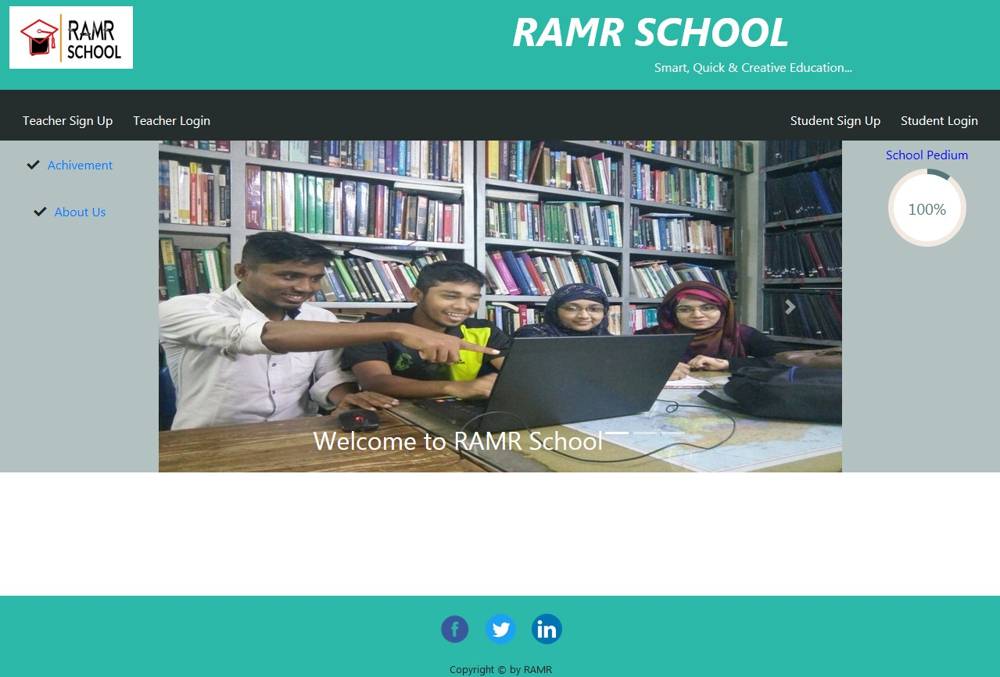 RAMR
SCHOOL
RAMR SCHOOL
Smart, Quick & Creative Education...
Teacher Sign Up Teacher Login Student Sign Up Student Login
Achivement
About Us
School Pedium
100%
Welcome to RAMR School
Copyright © by RAMR